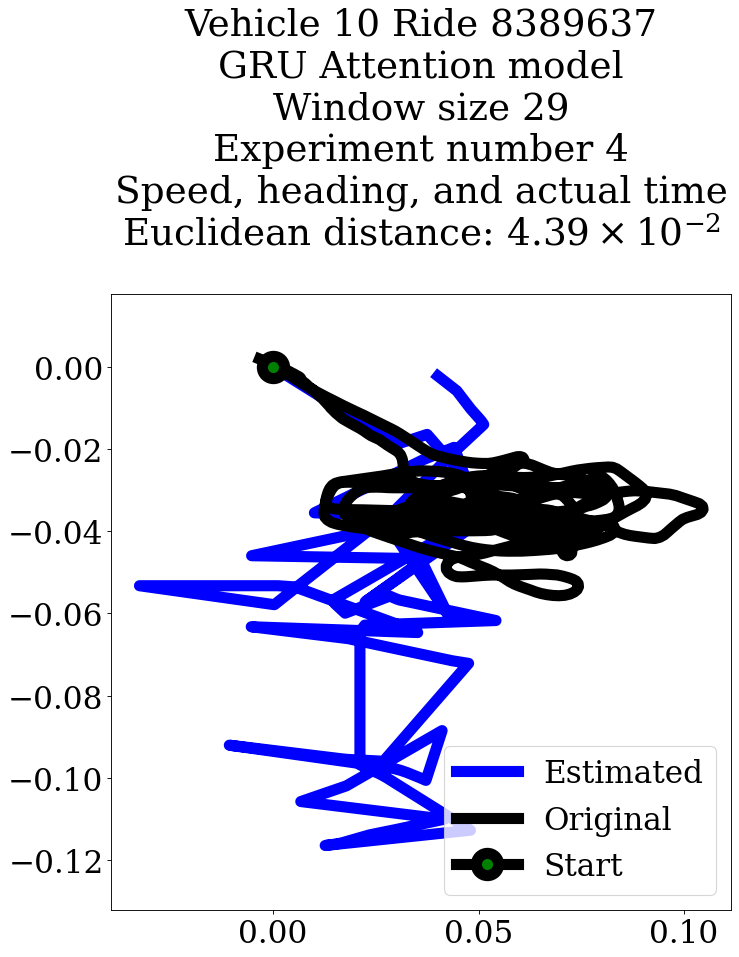 Vehicle 10 Ride 8389637
GRU Attention model
Window size 29
Experiment number 4
Speed, heading, and actual time
Euclidean distance: 4.39 × 10⁻²
0.00
−0.02
−0.04
−0.06
−0.08
−0.10
−0.12
Estimated
Original
Start
0.00 0.05 0.10